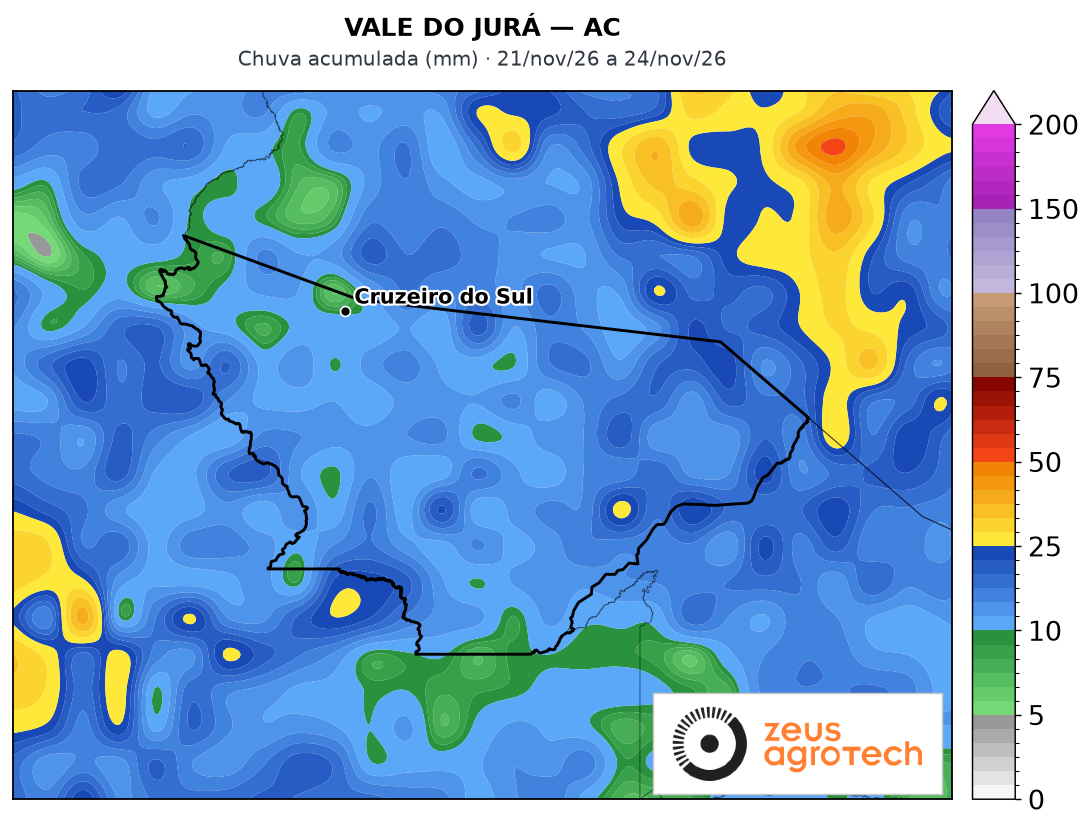 VALE DO JURÁ — AC
Chuva acumulada (mm) · 21/nov/26 a 24/nov/26
Cruzeiro do Sul
200
150
100
75
50
25
10
5
0
zeus
agrotech